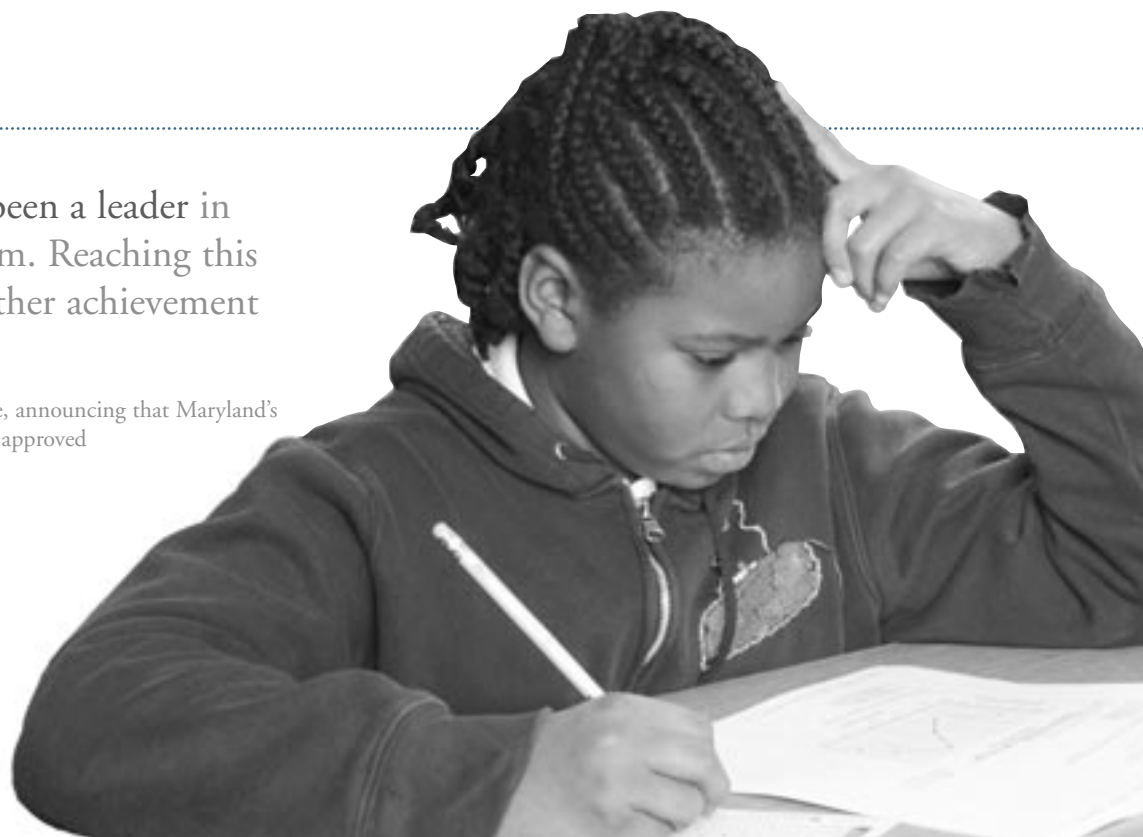 been a leader in
m. Reaching this
ther achievement
e, announcing that Maryland's
approved